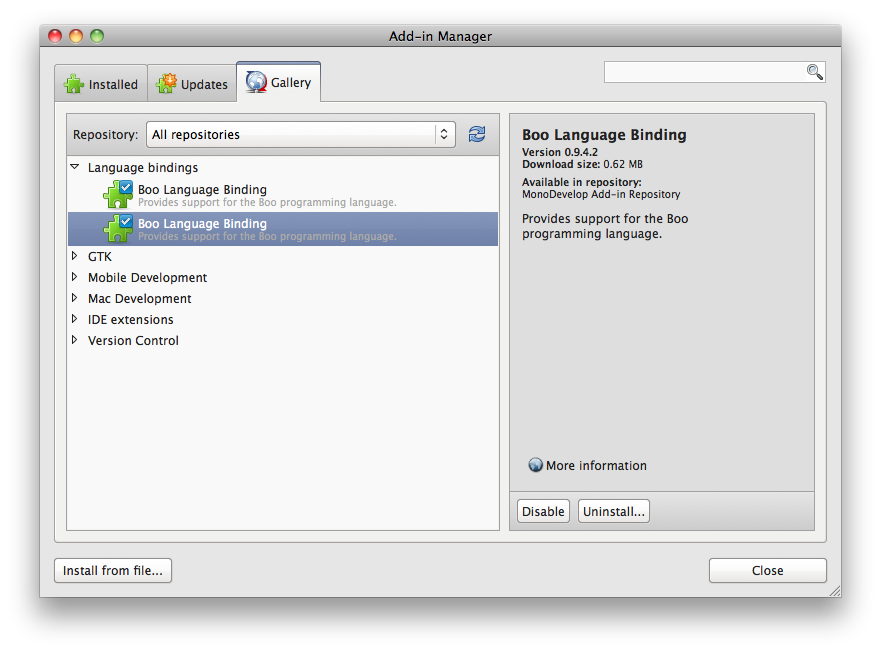 Add-in Manager
Installed
Updates
Gallery
Repository:
All repositories
Language bindings
Boo Language Binding
Provides support for the Boo programming language.
Boo Language Binding
Provides support for the Boo programming language.
GTK
Mobile Development
Mac Development
IDE extensions
Version Control
Boo Language Binding
Version 0.9.4.2
Download size: 0.62 MB
Available in repository:
MonoDevelop Add-in Repository
Provides support for the Boo
programming language.
More information
Disable
Uninstall...
Install from file...
Close